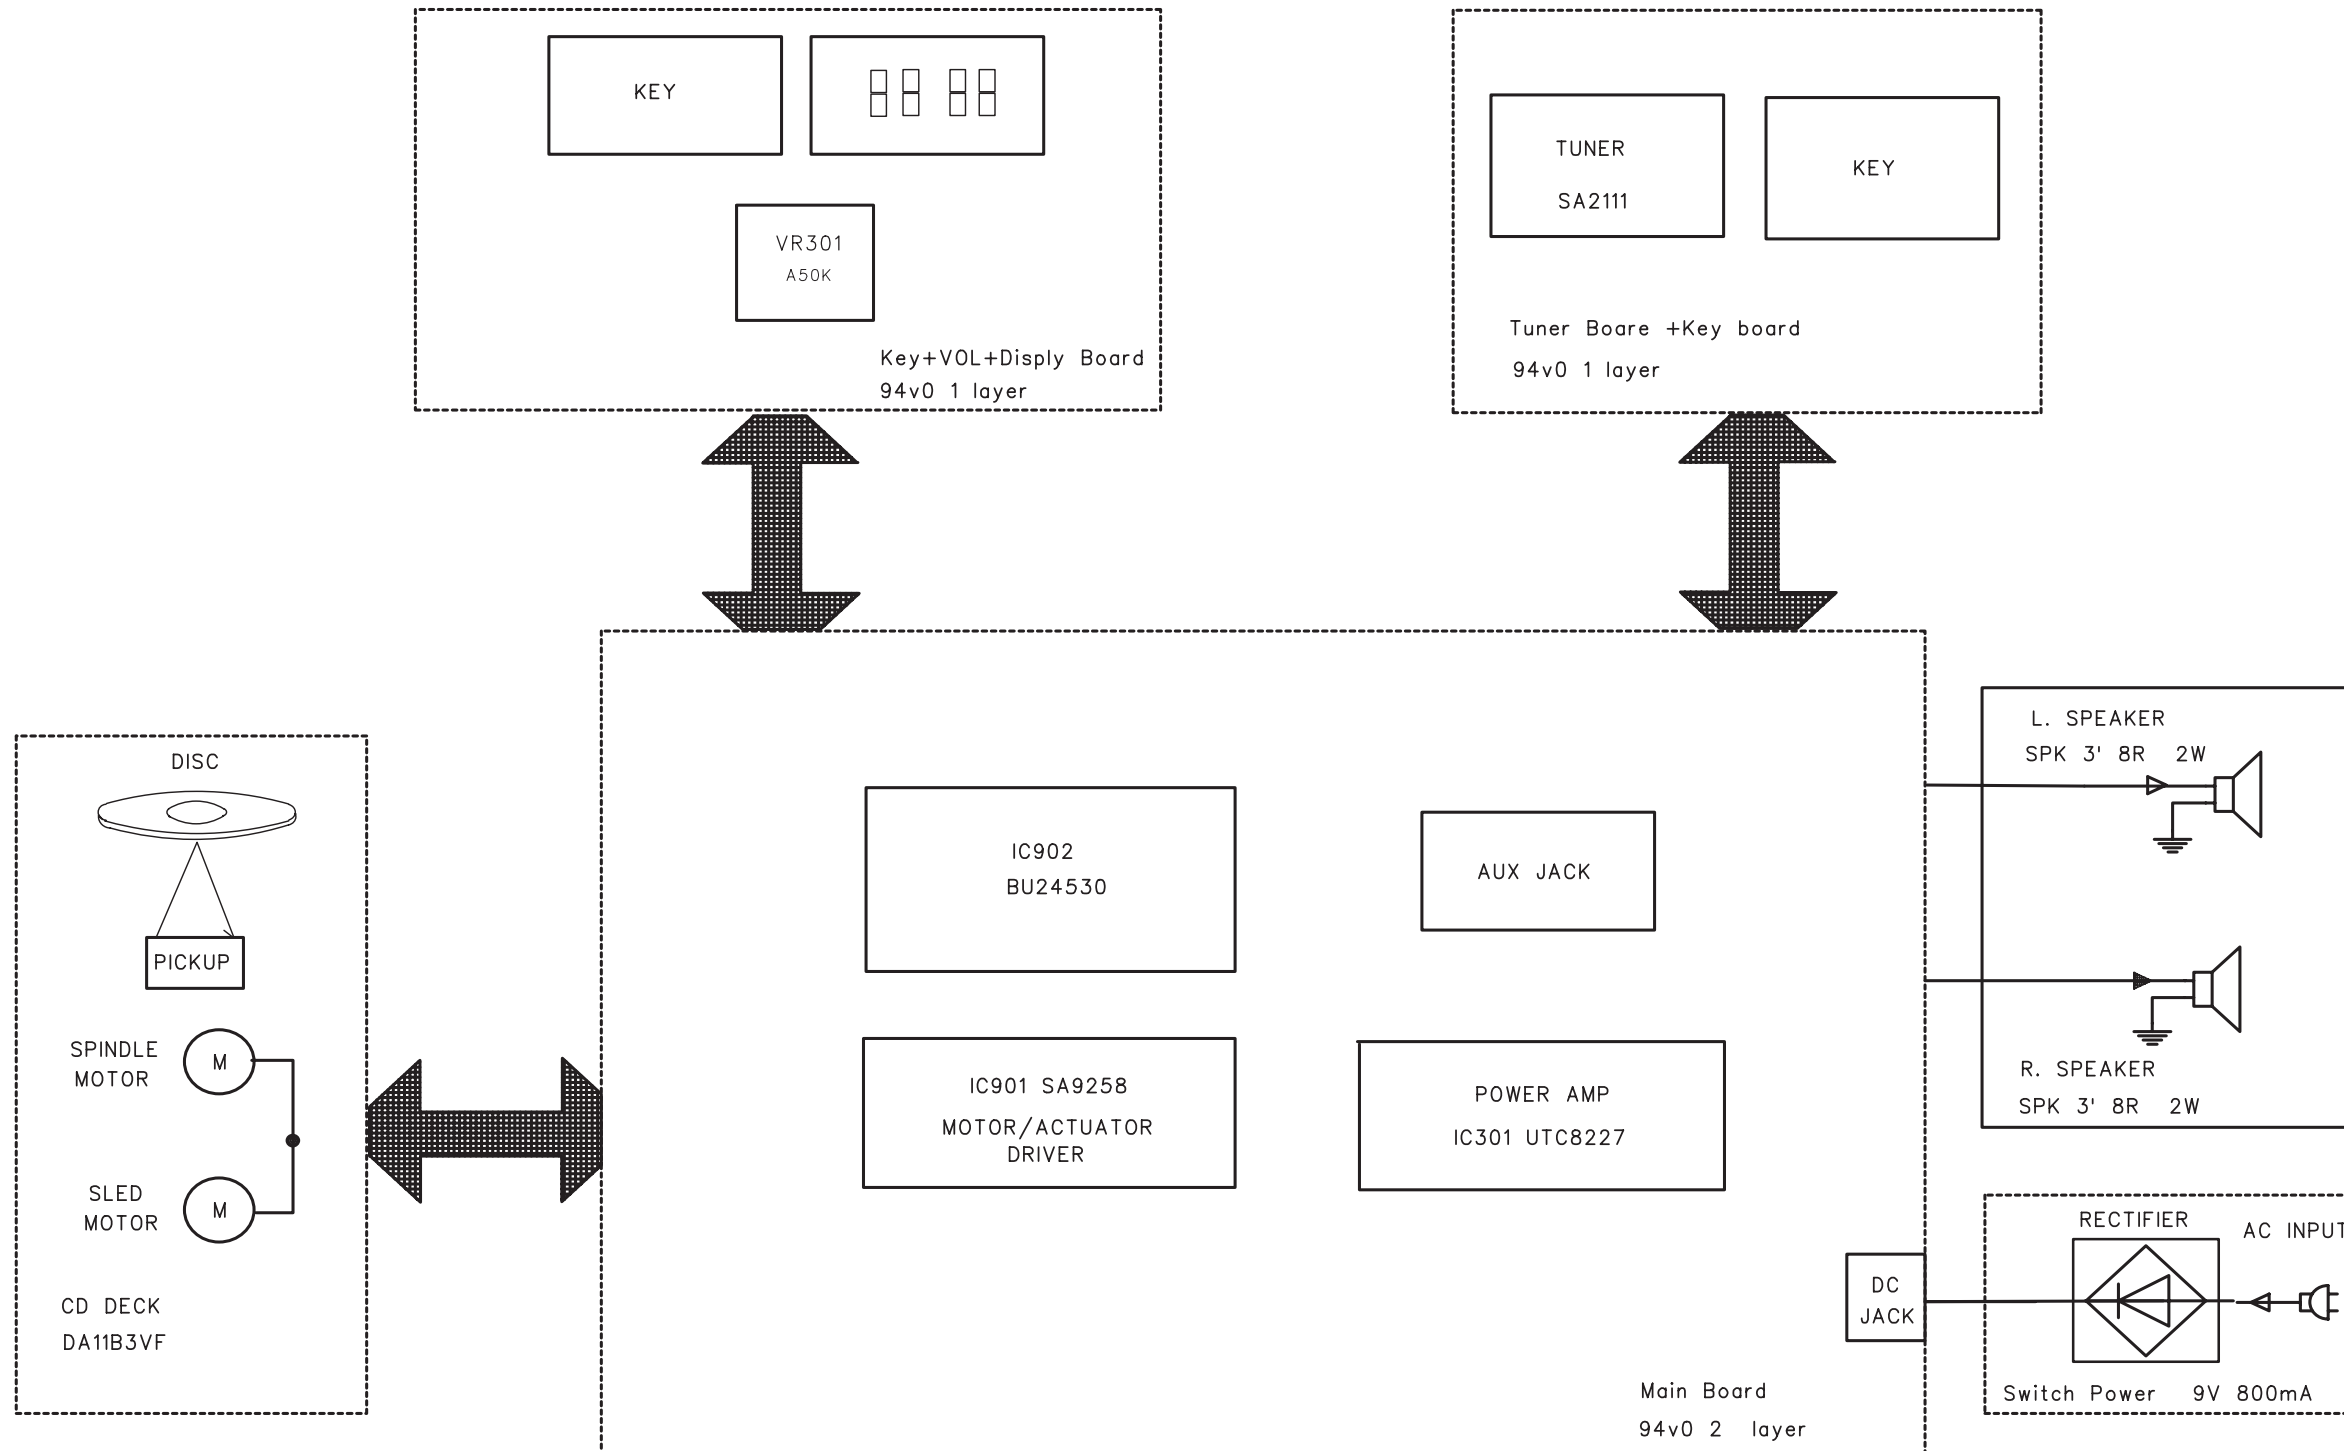 KEY
VR301
A50K
Key+VOL+Disply Board
94v0 1 layer
TUNER
SA2111
KEY
Tuner Boare +Key board
94v0 1 layer
DISC
PICKUP
SPINDLE
MOTOR
M
SLED
MOTOR
M
CD DECK
DA11B3VF
IC902
BU24530
AUX JACK
IC901 SA9258
MOTOR/ACTUATOR
DRIVER
POWER AMP
IC301 UTC8227
DC
JACK
Main Board
94v0 2 layer
L. SPEAKER
SPK 3' 8R 2W
R. SPEAKER
SPK 3' 8R 2W
RECTIFIER
AC INPUT
Switch Power 9V 800mA